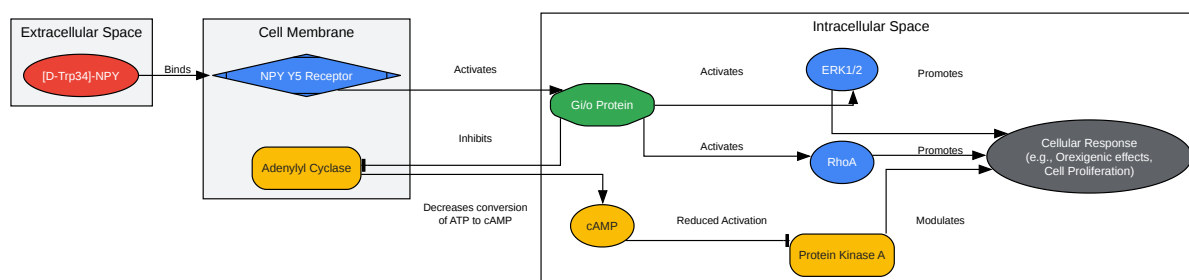 Extracellular Space
[D-Trp34]-NPY
Binds
Cell Membrane
NPY Y5 Receptor
Adenylyl Cyclase
Activates
Inhibits
Decreases conversion
of ATP to cAMP
Intracellular Space
Gi/o Protein
cAMP
Activates
Activates
Reduced Activation
ERK1/2
RhoA
Protein Kinase A
Promotes
Promotes
Modulates
Cellular Response
(e.g., Orexigenic effects,
Cell Proliferation)